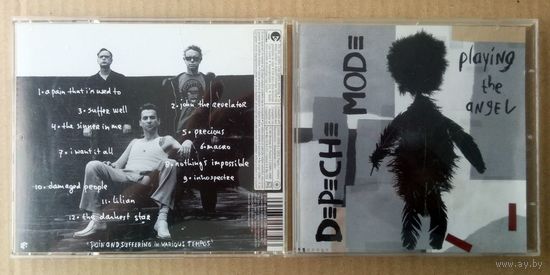 1. a pain that i'm used to
2. john the revelator
3. suffer well
4. the sinner in me
5. precious
6. macro
7. i want it all
8. nothing's impossible
9. introspectre
10. damaged people
11. lilian
12. the darkest star
"PAIN AND SUFFERING IN VARIOUS TEMPOS"
DEPECHE MODE
playing
the
angel
www.ay.by